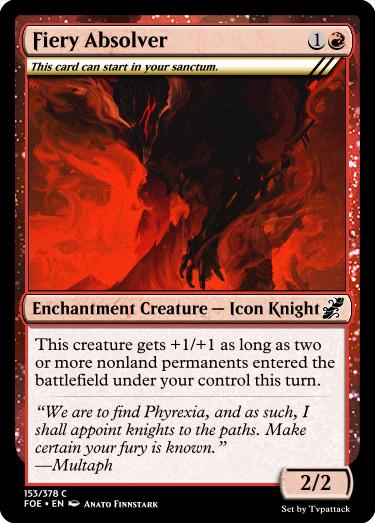 Fiery Absolver 1
This card can start in your sanctum.
Enchantment Creature — Icon Knight
This creature gets +1/+1 as long as two
or more nonland permanents entered the
battlefield under your control this turn.
“We are to find Phyrexia, and as such, I
shall appoint knights to the paths. Make
certain your fury is known.”
—Multaph
2/2
153/378 C
FOE • EN Anato Finnstark
Set by Tvpattack